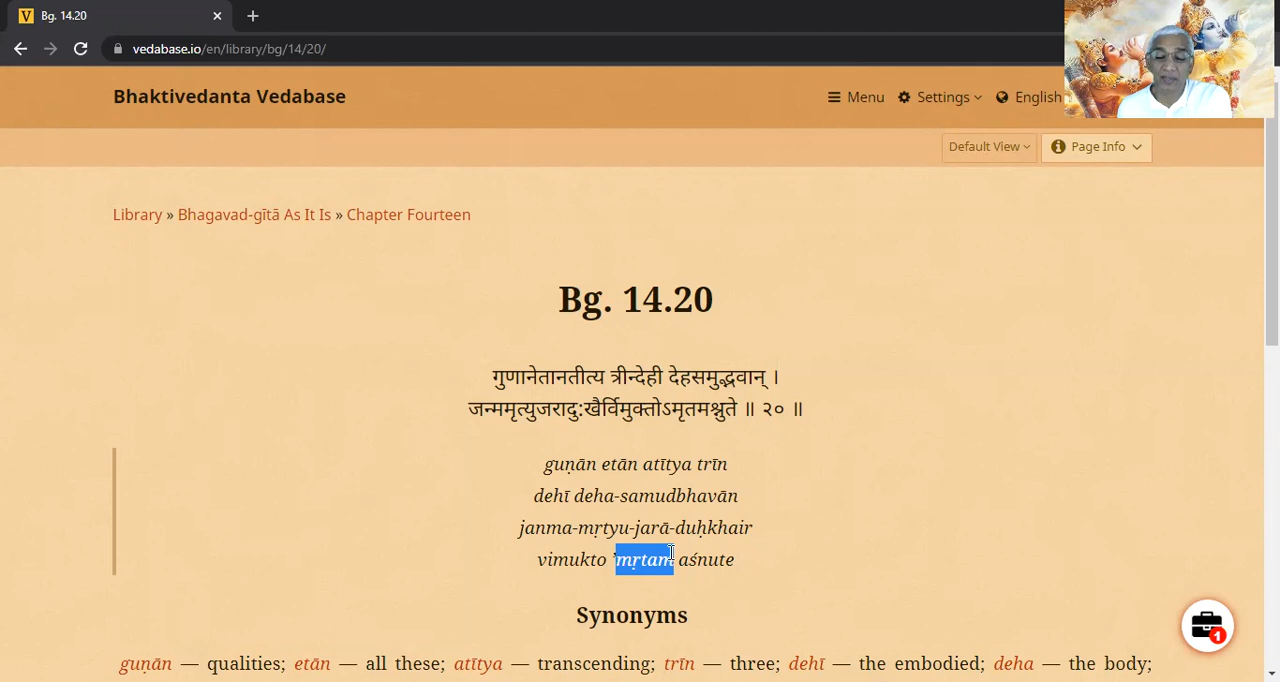 Bg. 14.20
vedabase.io/en/library/bg/14/20/
Bhaktivedanta Vedabase
Menu Settings English
Default View Page Info
Library » Bhagavad-gītā As It Is » Chapter Fourteen
Bg. 14.20
गुणानेतानतीत्य त्रीन्देही देहसमुद्भवान् ।
जन्ममृत्युजरादु:खैर्विमुक्तोऽमृतमश्नुते ॥ २० ॥
guṇān etān atītya trīn
dehī deha-samudbhavān
janma-mṛtyu-jarā-duḥkhair
vimukto ’mṛtam aśnute
Synonyms
guṇān — qualities; etān — all these; atītya — transcending; trīn — three; dehī — the embodied; deha — the body;
1